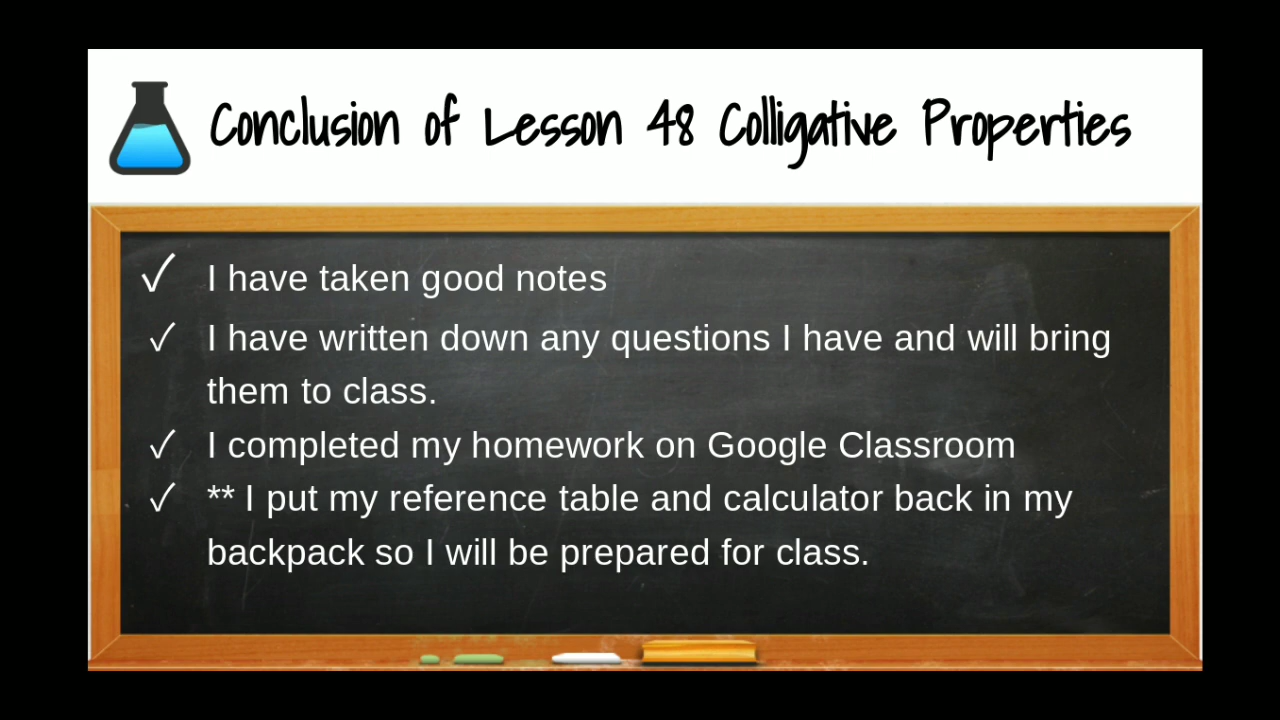 Conclusion of Lesson 48 Colligative Properties
✓ I have taken good notes
✓ I have written down any questions I have and will bring
them to class.
✓ I completed my homework on Google Classroom
✓ ** I put my reference table and calculator back in my
backpack so I will be prepared for class.